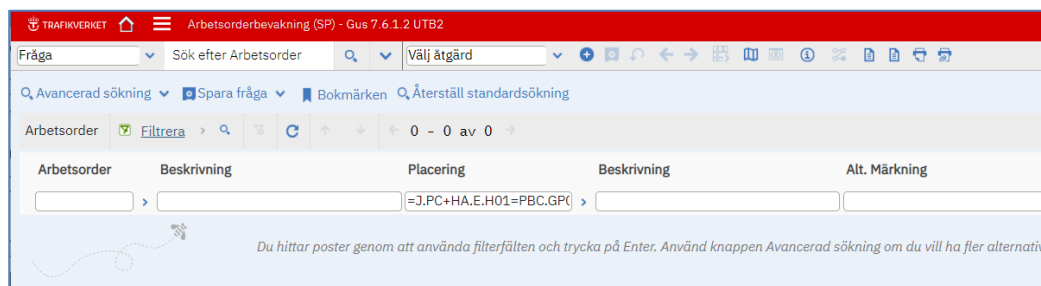 TRAFIKVERKET Arbetsorderbevakning (SP) - Gus 7.6.1.2 UTB2
Fråga Sök efter Arbetsorder Välj åtgärd
Avancerad sökning Spara fråga Bokmärken Återställ standardsökning
Arbetsorder Filtrera 0 - 0 av 0
Arbetsorder Beskrivning Placering Beskrivning Alt. Märkning
=J.PC+HA.E.H01=PBC.GP
Du hittar poster genom att använda filterfälten och trycka på Enter. Använd knappen Avancerad sökning om du vill ha fler alternativ